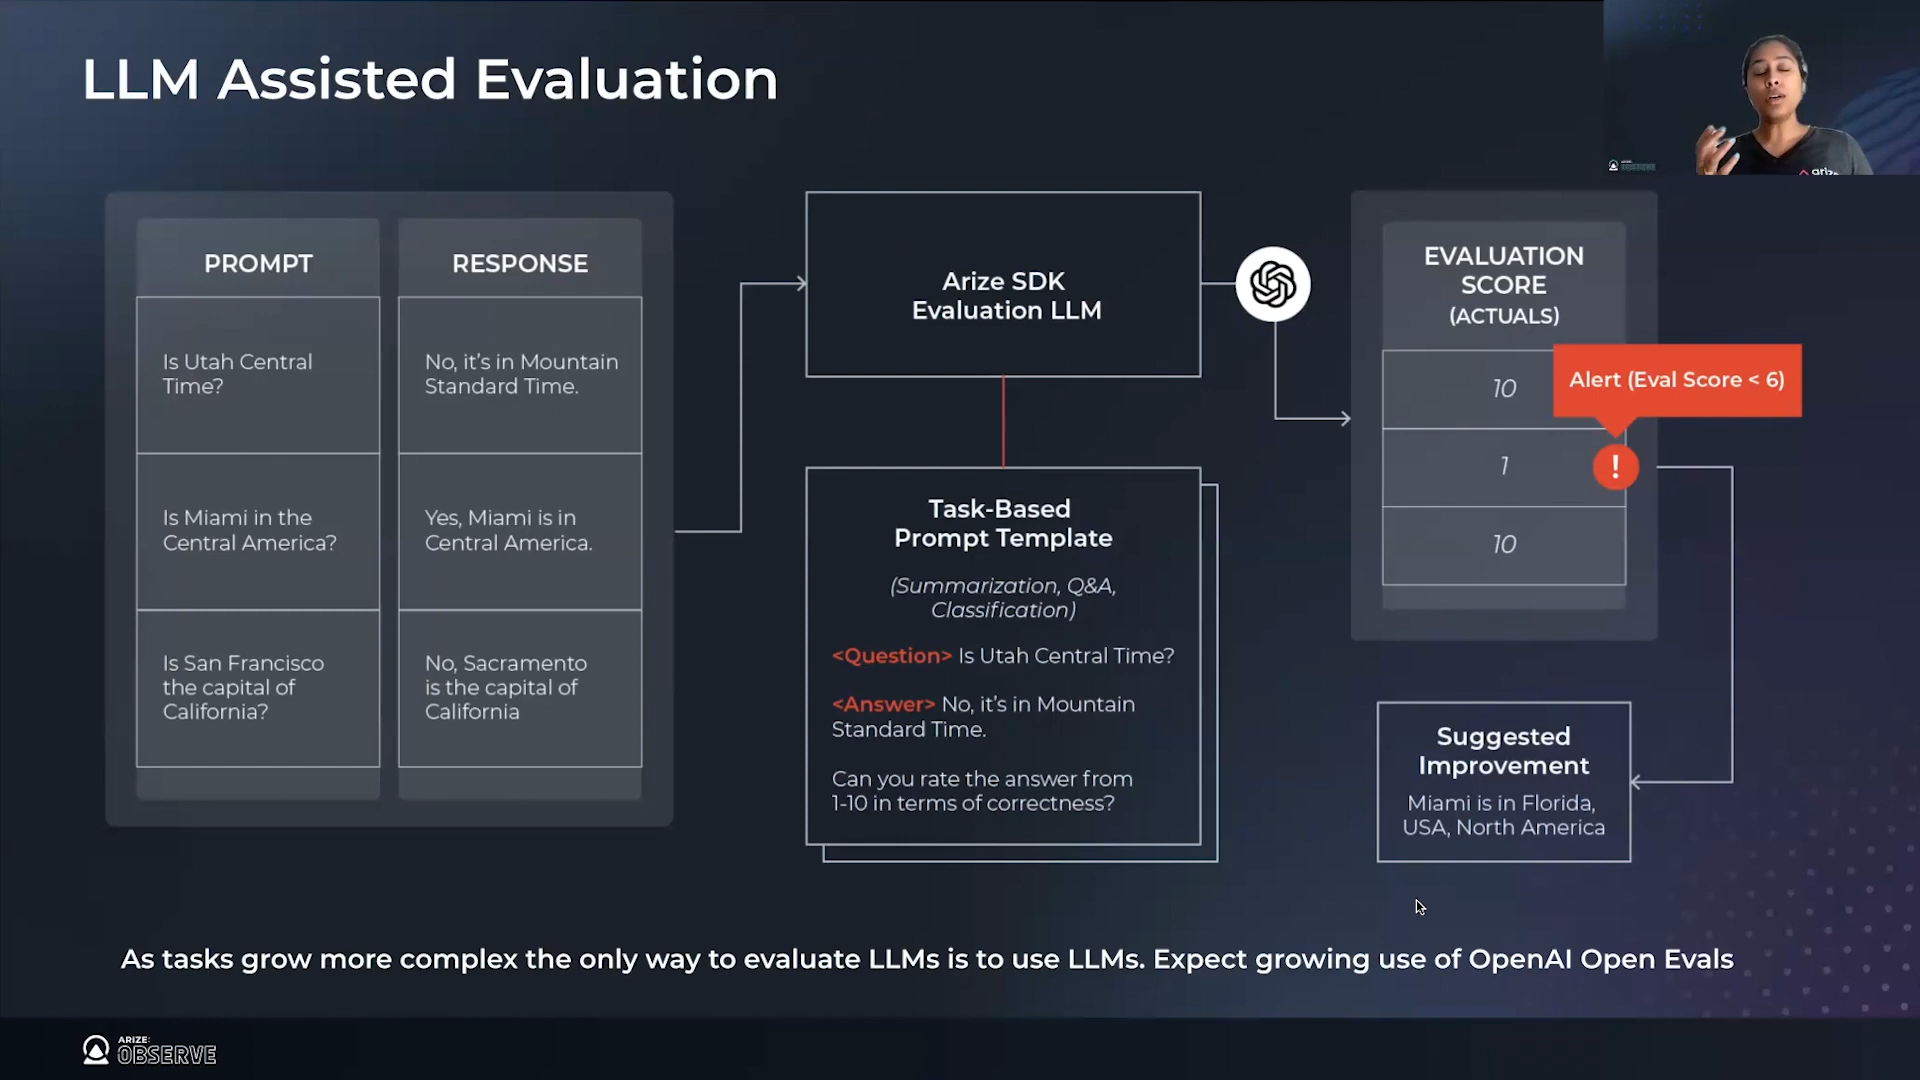 LLM Assisted Evaluation
PROMPT
RESPONSE
Is Utah Central
Time?
No, it's in Mountain
Standard Time.
Is Miami in the
Central America?
Yes, Miami is in
Central America.
Is San Francisco
the capital of
California?
No, Sacramento
is the capital of
California
Arize SDK
Evaluation LLM
Task-Based
Prompt Template
(Summarization, Q&A,
Classification)
<Question> Is Utah Central Time?
<Answer> No, it's in Mountain
Standard Time.
Can you rate the answer from
1-10 in terms of correctness?
EVALUATION
SCORE
(ACTUALS)
10
Alert (Eval Score < 6)
1
!
10
Suggested
Improvement
Miami is in Florida,
USA, North America
As tasks grow more complex the only way to evaluate LLMs is to use LLMs. Expect growing use of OpenAI Open Evals
ARIZE:
OBSERVE